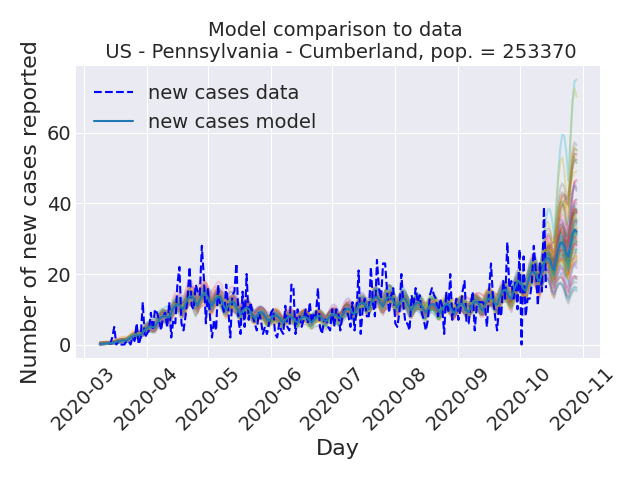 Model comparison to data
US - Pennsylvania - Cumberland, pop. = 253370
Number of new cases reported
new cases data
new cases model
60
40
20
0
2020-03
2020-04
2020-05
2020-06
2020-07
2020-08
2020-09
2020-10
2020-11
Day